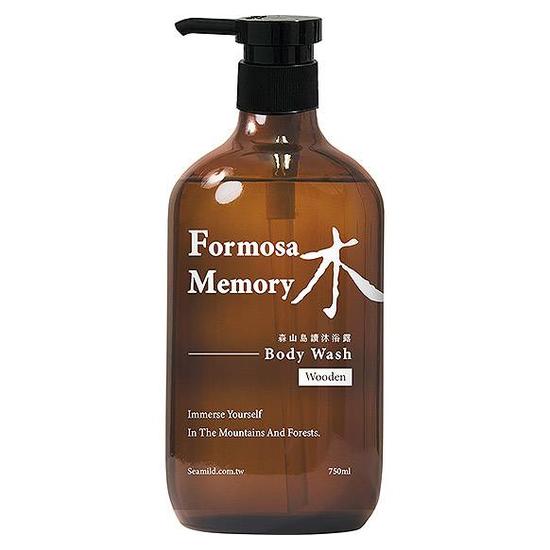 Formosa
Memory
木
森山島讀沐浴露
Body Wash
Wooden
Immerse Yourself
In The Mountains And Forests.
Seamild.com.tw 750ml